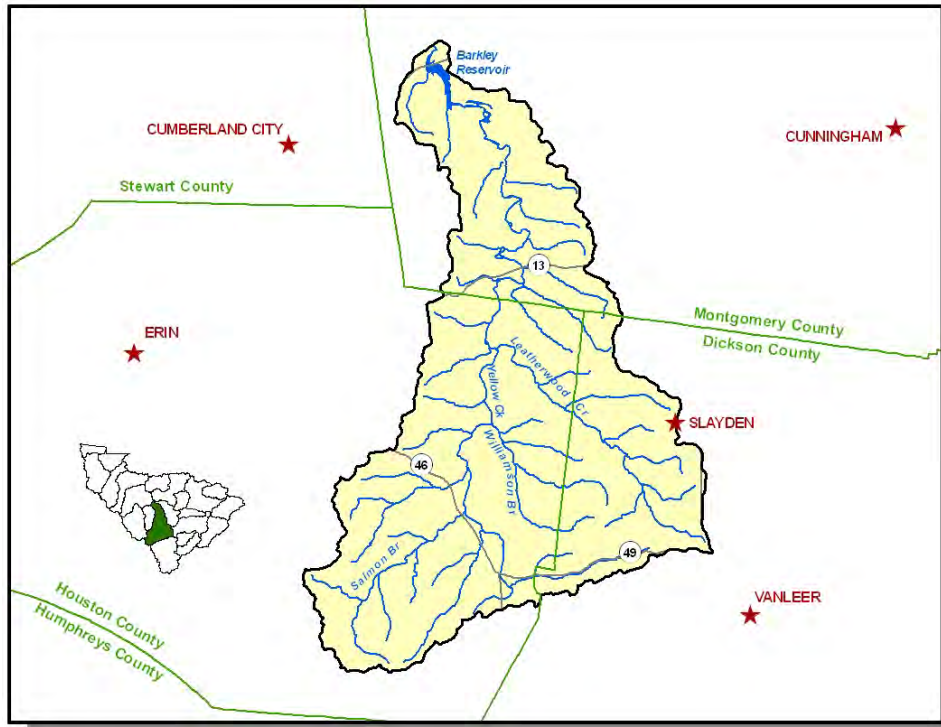 Barkley
Reservoir
CUMBERLAND CITY
CUNNINGHAM
Stewart County
13
Montgomery County
Dickson County
ERIN
Leatherwood Cr
Yellow Ck
SLAYDEN
Williamson Br
46
49
Salmon Br
VANLEER
Houston County
Humphreys County